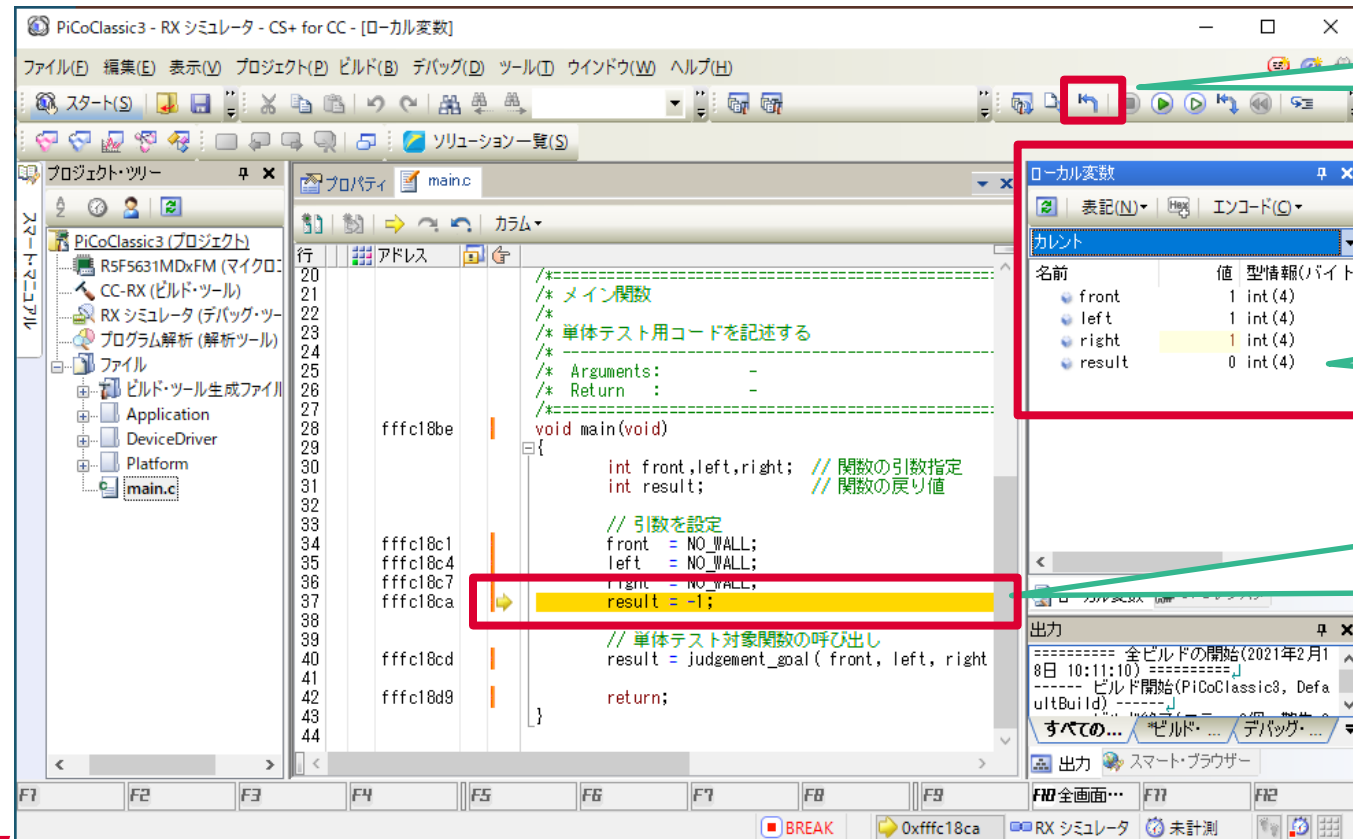 PiCoClassic3 - RX シミュレータ - CS+ for CC - [ローカル変数]
ファイル(F) 編集(E) 表示(V) プロジェクト(P) ビルド(B) デバッグ(D) ツール(T) ウインドウ(W) ヘルプ(H)
スタート(S)
ソリューション一覧(S)
スマート・マニュアル
プロジェクト・ツリー
PiCoClassic3 (プロジェクト)
R5F5631MDxFM (マイクロコ
CC-RX (ビルド・ツール)
RX シミュレータ (デバッグ・ツー
プログラム解析 (解析ツール)
ファイル
ビルド・ツール生成ファイル
Application
DeviceDriver
Platform
main.c
プロパティ main.c
カラム
行 アドレス
20 /*=====================================================
21 /* メイン関数
22 /*
23 /* 単体テスト用コードを記述する
24 /* -----------------------------------------------------
25 /* Arguments: -
26 /* Return : -
27 /*=====================================================
28 fffc18be void main(void)
29 {
30 int front,left,right; // 関数の引数指定
31 int result; // 関数の戻り値
32
33 // 引数を設定
34 fffc18c1 front = NO_WALL;
35 fffc18c4 left = NO_WALL;
36 fffc18c7 right = NO_WALL;
37 fffc18ca result = -1;
38
39 // 単体テスト対象関数の呼び出し
40 fffc18cd result = judgement_goal( front, left, right
41
42 fffc18d9 return;
43 }
44
ローカル変数
表記(N) Hex エンコード(C)
カレント
名前 値 型情報(バイト
front 1 int(4)
left 1 int(4)
right 1 int(4)
result 0 int(4)
出力
========== 全ビルドの開始(2021年2月1
8日 10:11:10) ==========
------ ビルド開始(PiCoClassic3, Defa
ultBuild) ------
すべての... *ビルド・... デバッグ・...
出力 スマート・ブラウザー
F1 F2 F3 F4 F5 F6 F7 F8 F9 F10 全画面… F11 F12
BREAK 0xfffc18ca RX シミュレータ 未計測